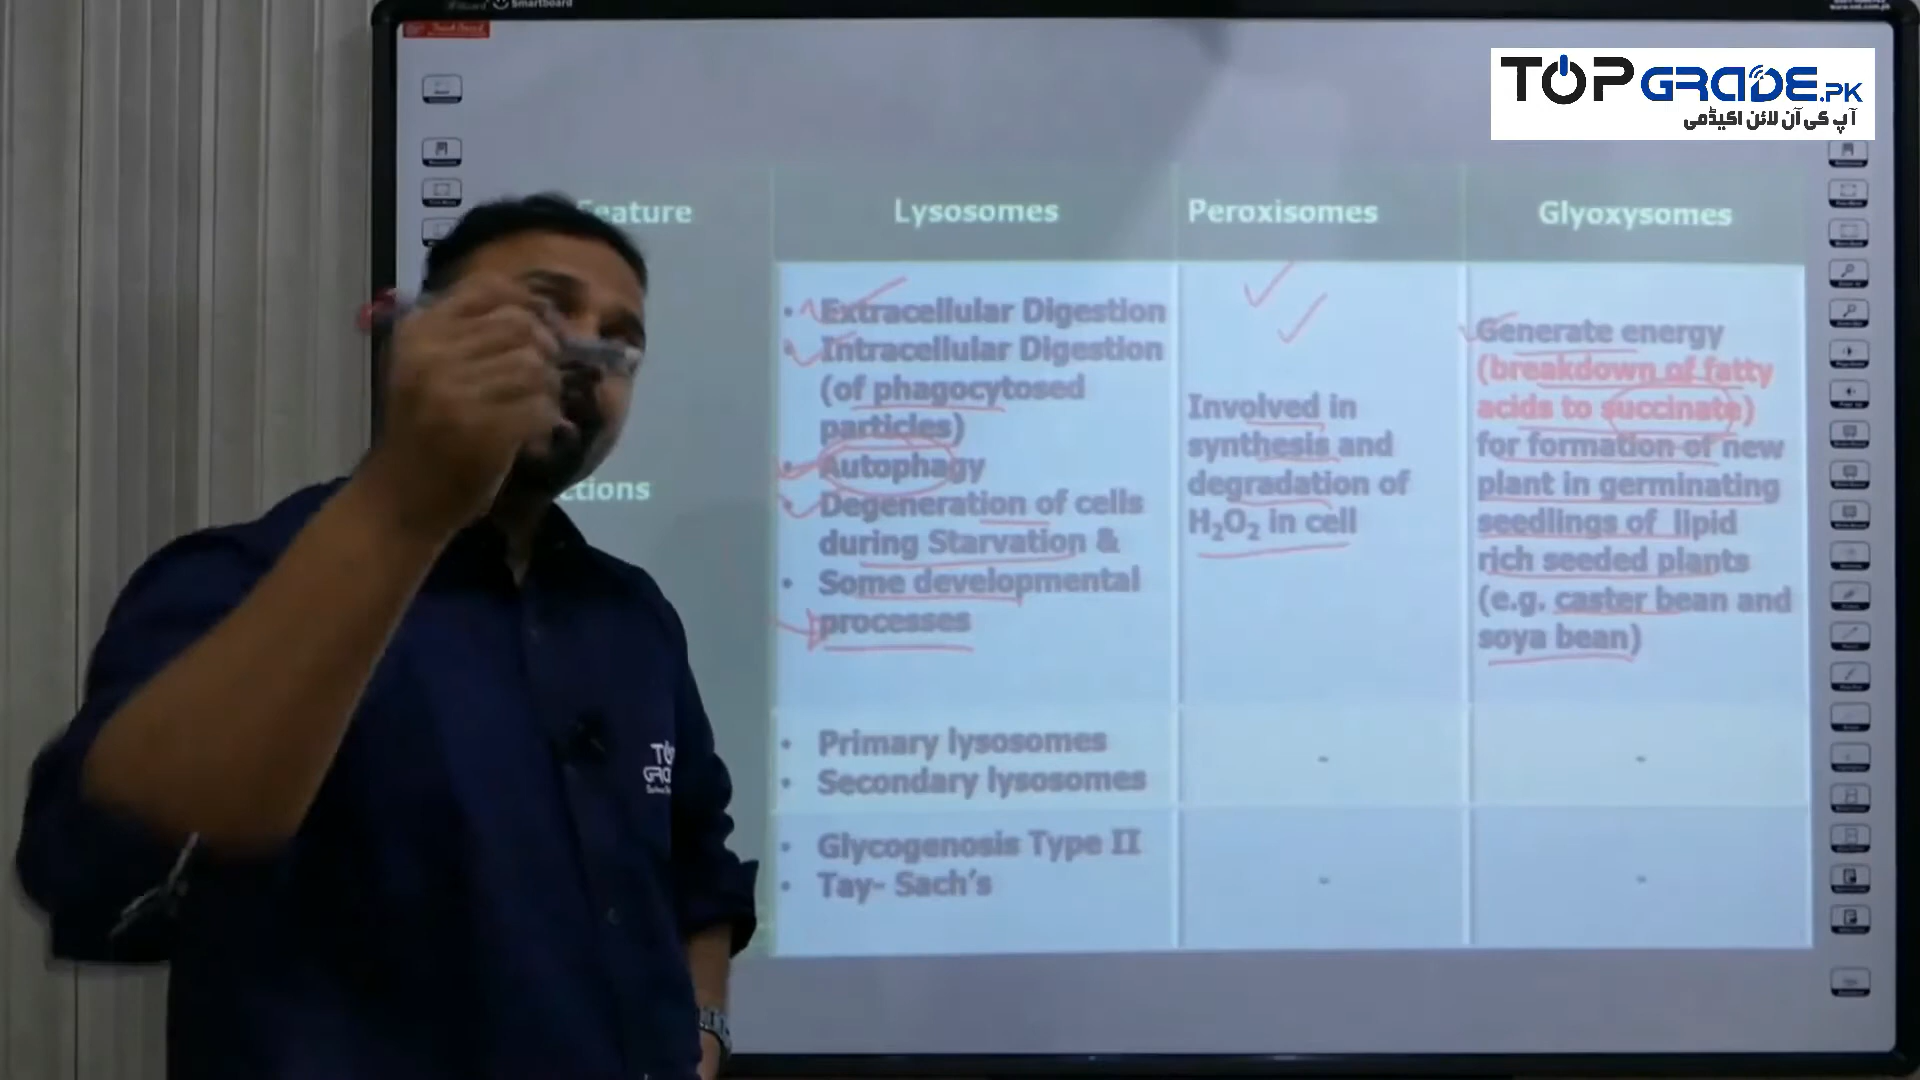 Smartboard
TOP GRADE.PK
آپ کی آن لائن اکیڈمی
Feature
Lysosomes
Peroxisomes
Glyoxysomes
ctions
• Extracellular Digestion
• Intracellular Digestion
(of phagocytosed
particles)
• Autophagy
• Degeneration of cells
during Starvation &
• Some developmental
processes
Involved in
synthesis and
degradation of
H₂O₂ in cell
Generate energy
(breakdown of fatty
acids to succinate)
for formation of new
plant in germinating
seedlings of lipid
rich seeded plants
(e.g. caster bean and
soya bean)
• Primary lysosomes
• Secondary lysosomes
-
-
• Glycogenosis Type II
• Tay- Sach's
-
-